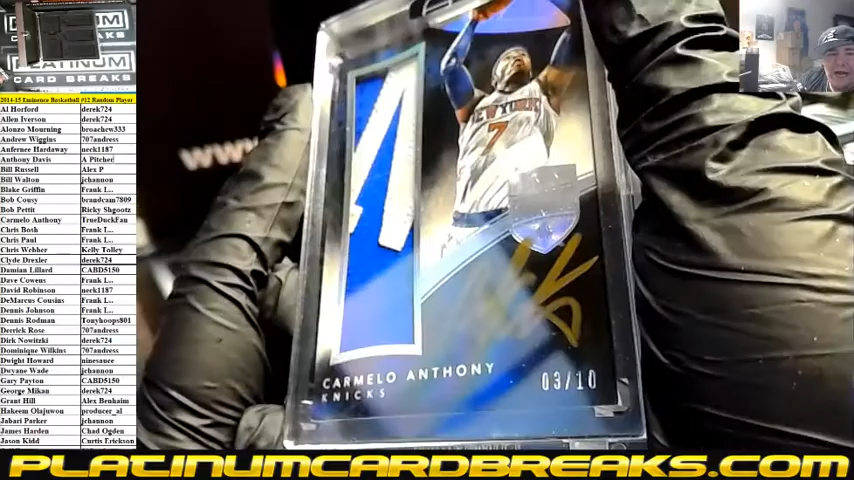 PLATINUM
CARD BREAKS
2014-15 Eminence Basketball #12 Random Player
Al Horford derek724
Allen Iverson derek724
Alonzo Mourning broachew333
Andrew Wiggins 707andress
Anfernee Hardaway neck1187
Anthony Davis A Pitcher
Bill Russell Alex P
Bill Walton jchannon
Blake Griffin Frank L...
Bob Cousy brandcam7809
Bob Pettit Ricky Shgootz
Carmelo Anthony TrueDuckFan
Chris Bosh Frank L...
Chris Paul Frank L...
Chris Webber Kelly Tolley
Clyde Drexler derek724
Damian Lillard CABD5150
Dave Cowens Frank L...
David Robinson neck1187
DeMarcus Cousins Frank L...
Dennis Johnson Frank L...
Dennis Rodman Tonyhoops801
Derrick Rose 707andress
Dirk Nowitzki derek724
Dominique Wilkins 707andress
Dwight Howard ninesauce
Dwyane Wade jchannon
Gary Payton CABD5150
George Mikan derek724
Grant Hill Alex Benhaim
Hakeem Olajuwon producer_al
Jabari Parker jchannon
James Harden Chad Ogden
Jason Kidd Curtis Erickson
www.
NEW YORK
7
CARMELO ANTHONY
KNICKS
03/10
PLATINUMCARDBREAKS.COM